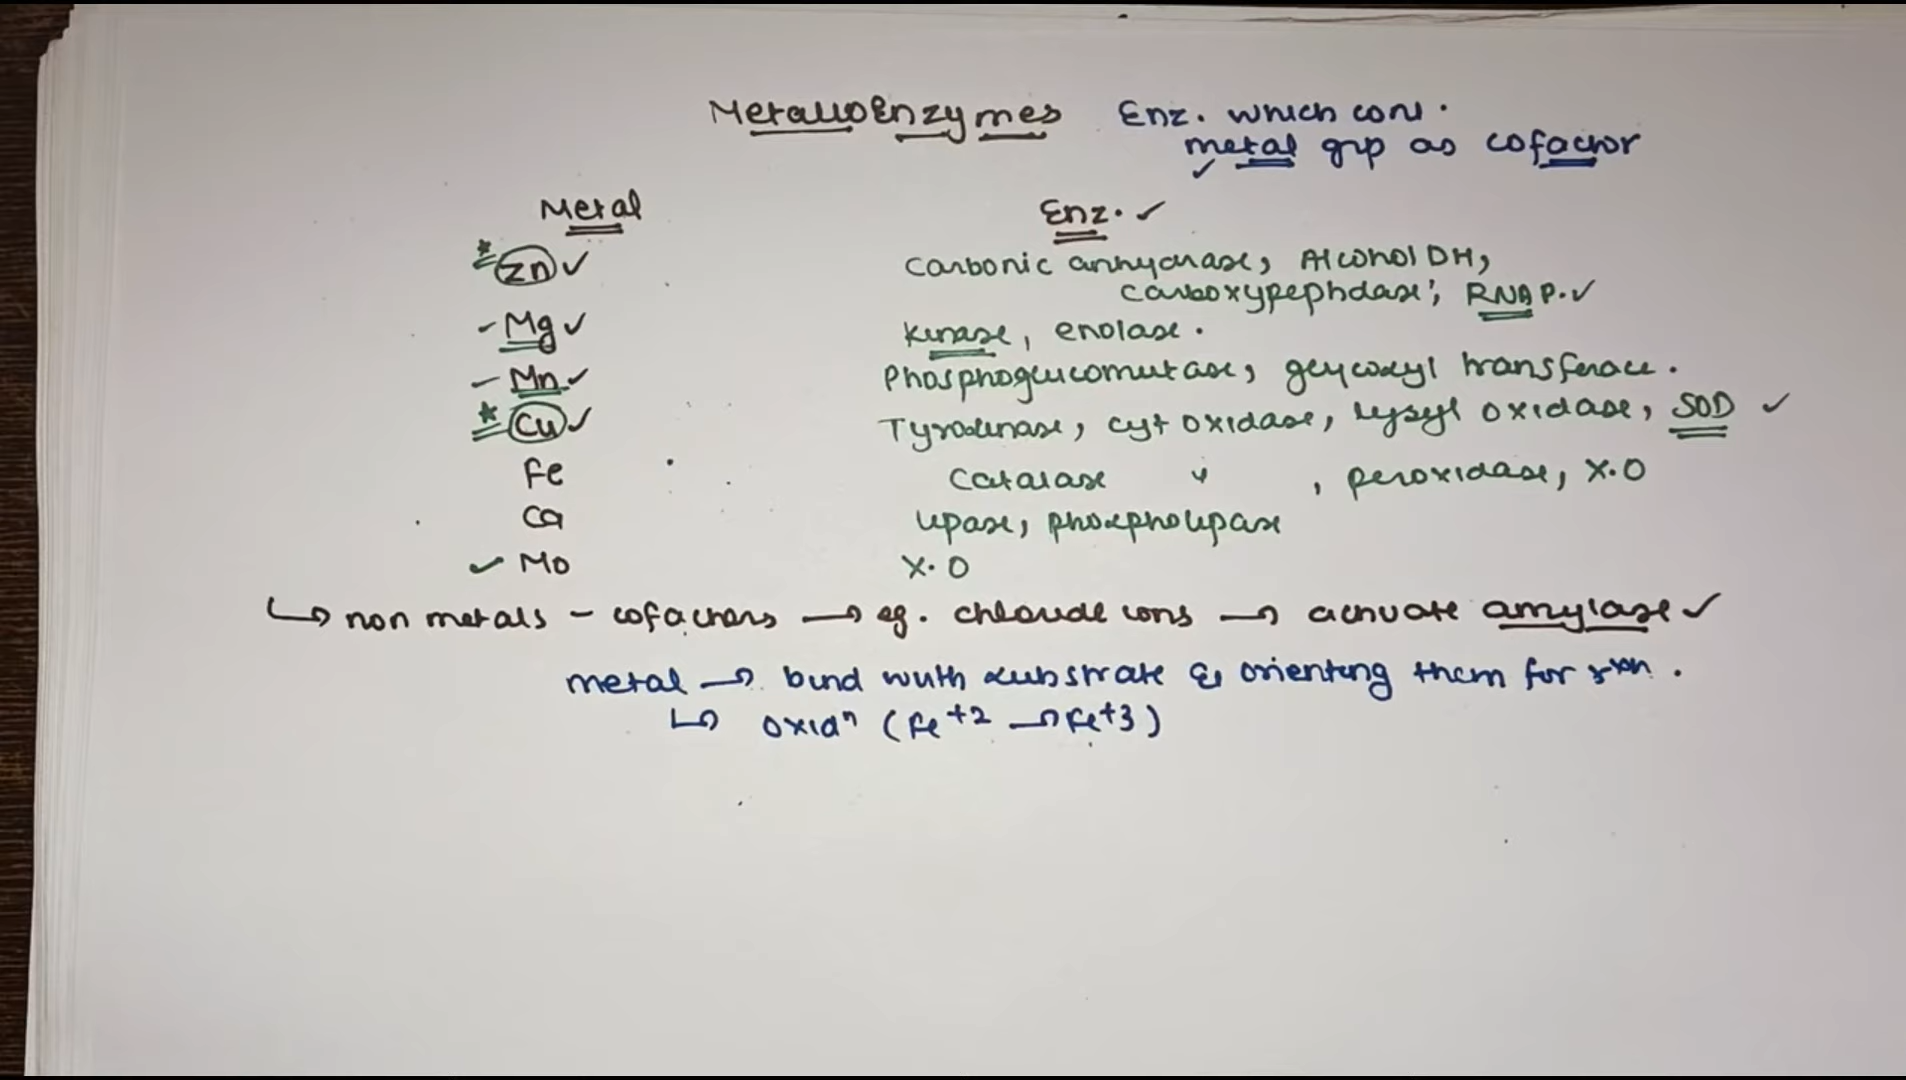 Metalloenzymes Enz. which con.
metal grp as cofactor
Metal Enz.
Zn Carbonic anhydrase, Alcohol DH,
carboxypeptidase, RNAP.
Mg kinase, enolase.
Mn Phosphoglucomutase, glycosyl transferase.
Cu Tyrosinase, cyt oxidase, lysyl oxidase, SOD
Fe Catalase , peroxidase, X.O
Ca lipase, phospholipase
Mo X.O
↳ non metals - cofactors → eg. chloride ions → activate amylase
metal → bind with substrate & orienting them for rxn.
↳ oxidⁿ (Fe+2 → Fe+3)